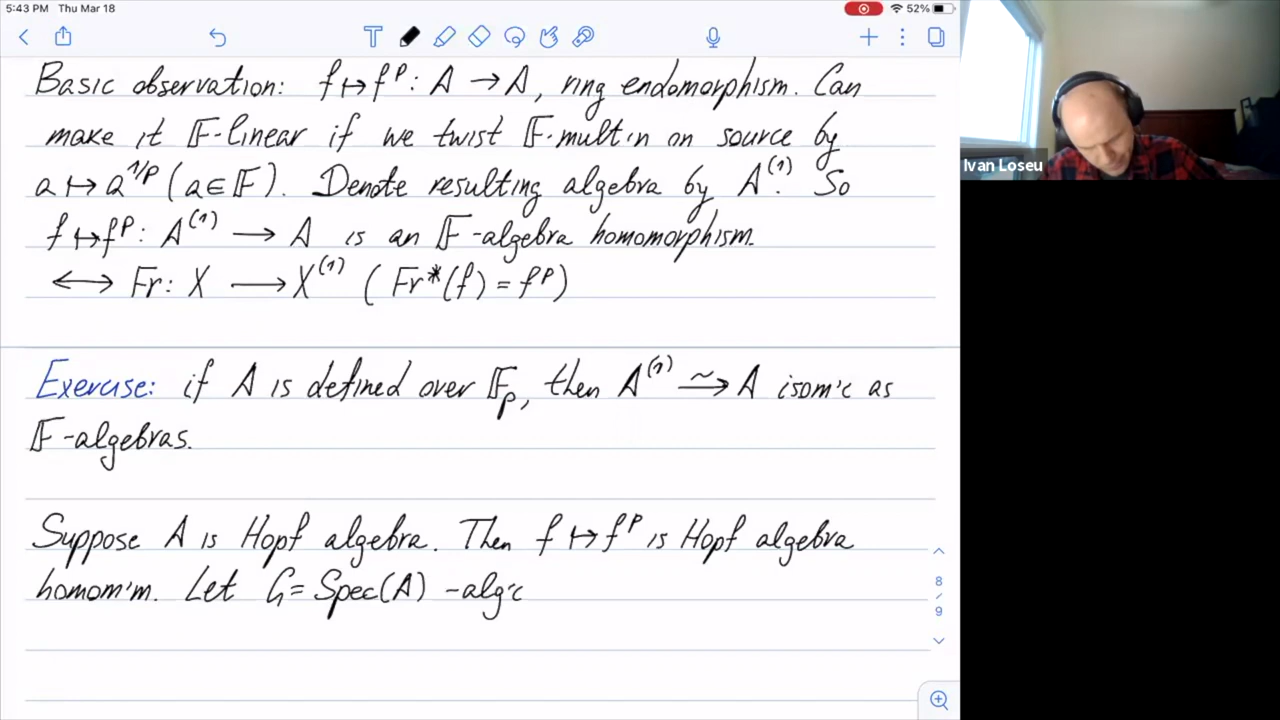 5:43 PM Thu Mar 18
52%
Basic observation: f ↦ f^p: A → A, ring endomorphism. Can
make it 𝔽-linear if we twist 𝔽-mult'n on source by
a ↦ a^{1/p} (a∈𝔽). Denote resulting algebra by A^{(1)}. So
f ↦ f^p: A^{(1)} → A is an 𝔽-algebra homomorphism.
↔ Fr: X → X^{(1)} (Fr*(f) = f^p)
Exercise: if A is defined over 𝔽_p, then A^{(1)} ⥲ A isom'c as
𝔽-algebras.
Suppose A is Hopf algebra. Then f ↦ f^p is Hopf algebra
homom'm. Let G = Spec(A) -alg'c
8
/
9
T
Ivan Loseu